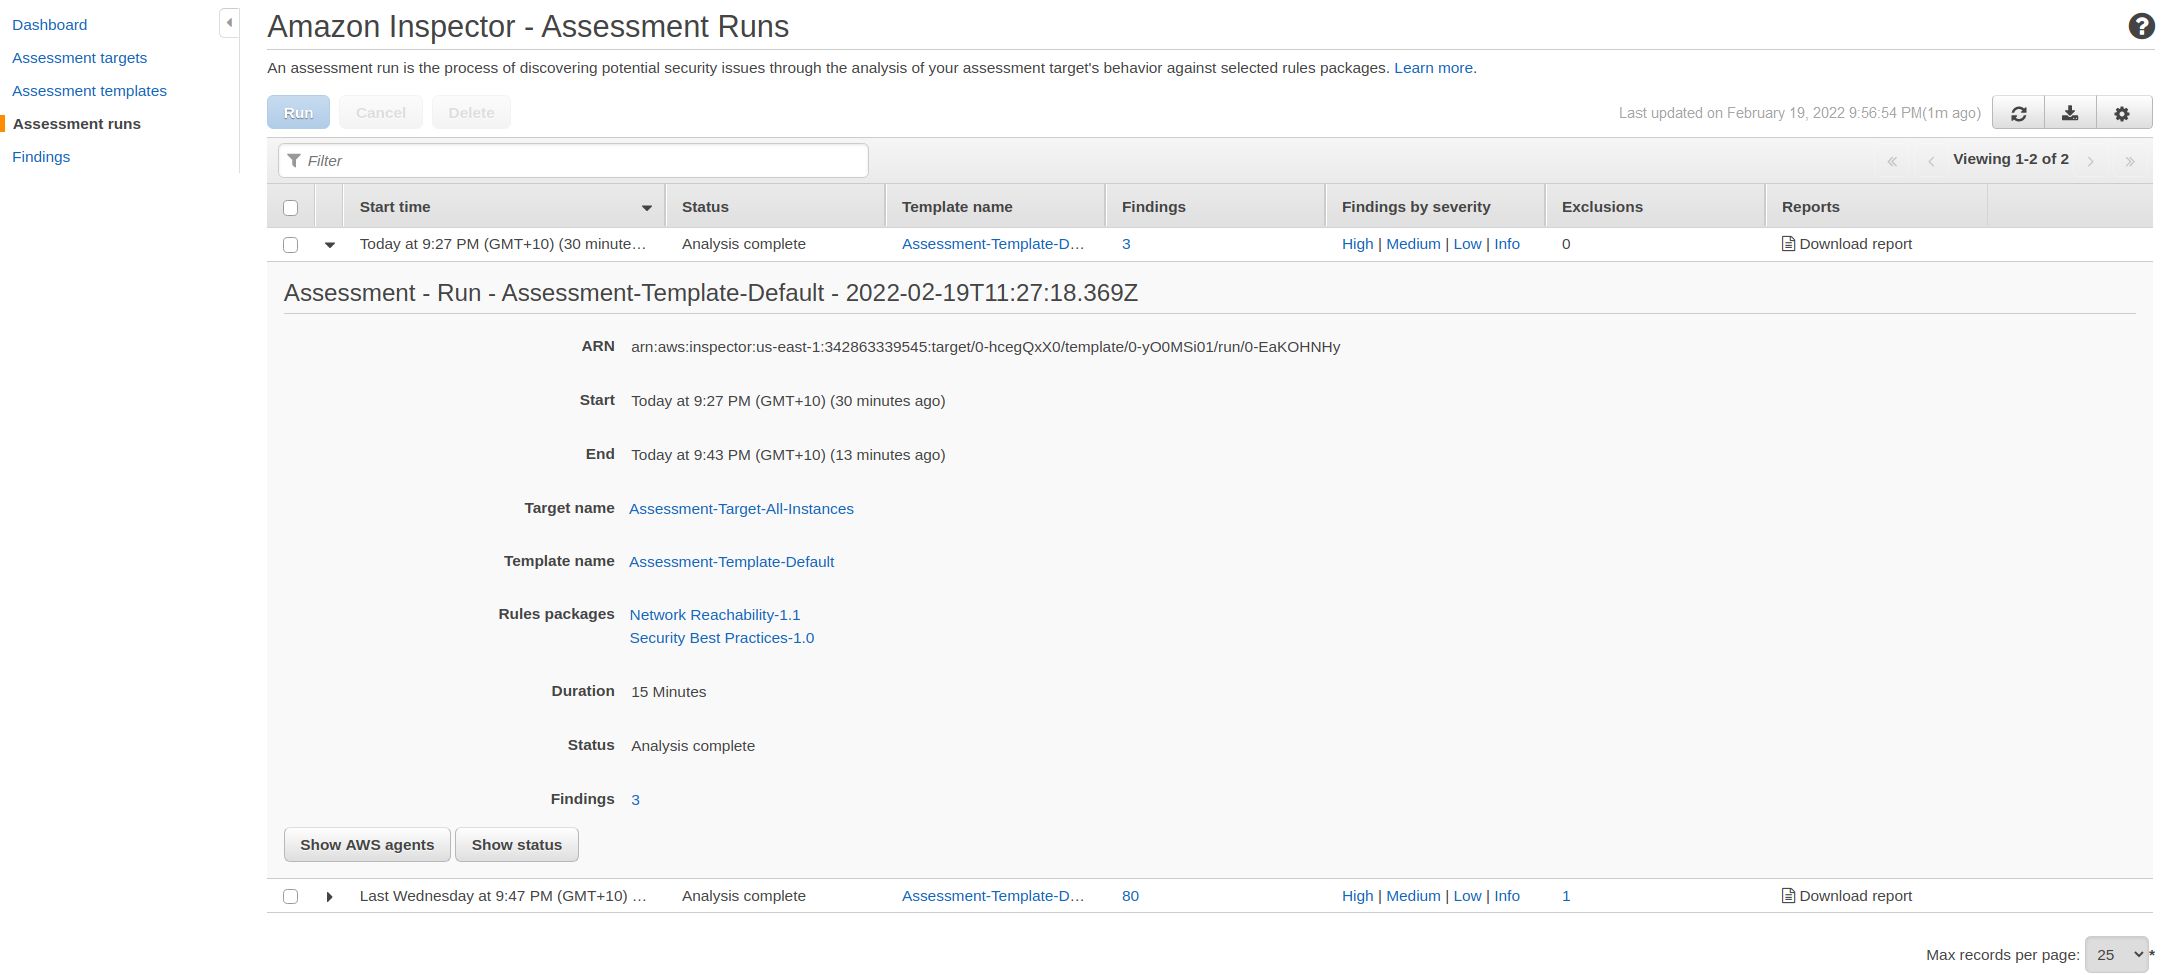 Dashboard
Assessment targets
Assessment templates
Assessment runs
Findings
Amazon Inspector - Assessment Runs
An assessment run is the process of discovering potential security issues through the analysis of your assessment target's behavior against selected rules packages. Learn more.
Run Cancel Delete
Last updated on February 19, 2022 9:56:54 PM(1m ago)
Filter
« ‹ Viewing 1-2 of 2 › »
Start time Status Template name Findings Findings by severity Exclusions Reports
Today at 9:27 PM (GMT+10) (30 minute… Analysis complete Assessment-Template-D… 3 High | Medium | Low | Info 0 Download report
Assessment - Run - Assessment-Template-Default - 2022-02-19T11:27:18.369Z
ARN arn:aws:inspector:us-east-1:342863339545:target/0-hcegQxX0/template/0-yO0MSi01/run/0-EaKOHNHy
Start Today at 9:27 PM (GMT+10) (30 minutes ago)
End Today at 9:43 PM (GMT+10) (13 minutes ago)
Target name Assessment-Target-All-Instances
Template name Assessment-Template-Default
Rules packages Network Reachability-1.1
Security Best Practices-1.0
Duration 15 Minutes
Status Analysis complete
Findings 3
Show AWS agents Show status
Last Wednesday at 9:47 PM (GMT+10) … Analysis complete Assessment-Template-D… 80 High | Medium | Low | Info 1 Download report
Max records per page: 25 *